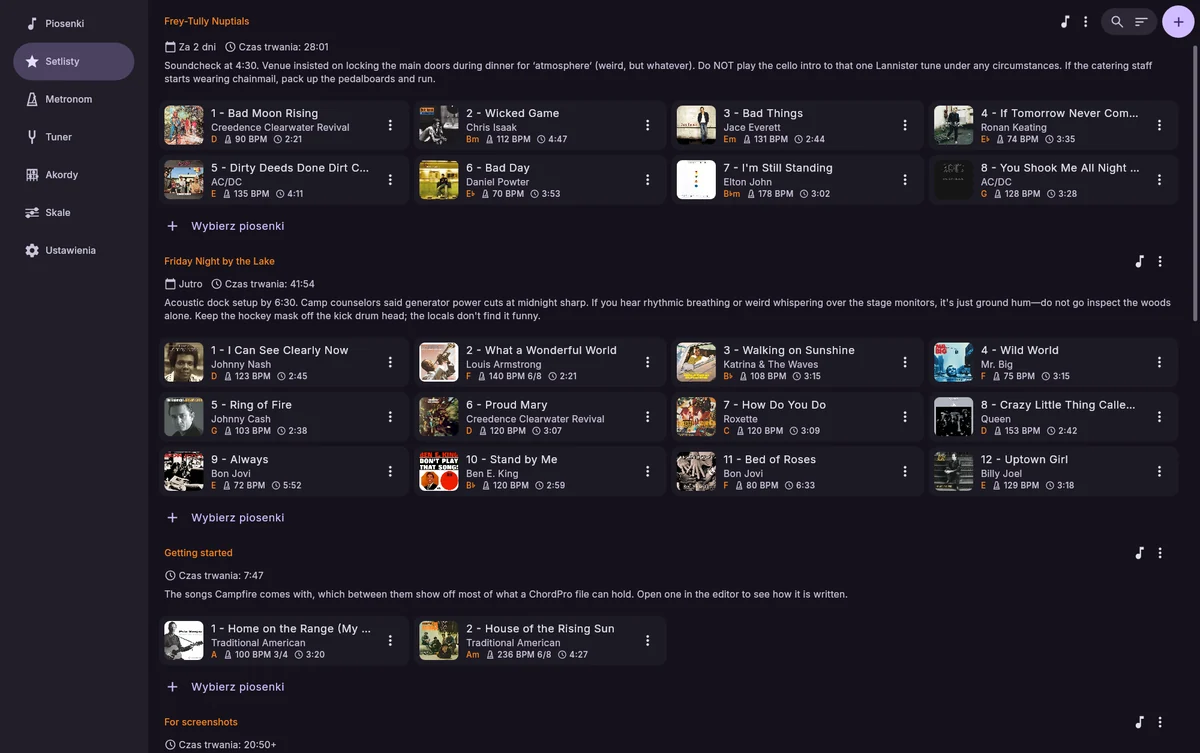 Piosenki
Setlisty
Metronom
Tuner
Akordy
Skale
Ustawienia
Frey-Tully Nuptials
Za 2 dni Czas trwania: 28:01
Soundcheck at 4:30. Venue insisted on locking the main doors during dinner for ‘atmosphere’ (weird, but whatever). Do NOT play the cello intro to that one Lannister tune under any circumstances. If the catering staff
starts wearing chainmail, pack up the pedalboards and run.
1 - Bad Moon Rising
Creedence Clearwater Revival
D 90 BPM 2:21
2 - Wicked Game
Chris Isaak
Bm 112 BPM 4:47
3 - Bad Things
Jace Everett
Em 131 BPM 2:44
4 - If Tomorrow Never Com...
Ronan Keating
E♭ 74 BPM 3:35
5 - Dirty Deeds Done Dirt C...
AC/DC
E 135 BPM 4:11
6 - Bad Day
Daniel Powter
E♭ 70 BPM 3:53
7 - I'm Still Standing
Elton John
B♭m 178 BPM 3:02
8 - You Shook Me All Night ...
AC/DC
G 128 BPM 3:28
Wybierz piosenki
Friday Night by the Lake
Jutro Czas trwania: 41:54
Acoustic dock setup by 6:30. Camp counselors said generator power cuts at midnight sharp. If you hear rhythmic breathing or weird whispering over the stage monitors, it's just ground hum—do not go inspect the woods
alone. Keep the hockey mask off the kick drum head; the locals don't find it funny.
1 - I Can See Clearly Now
Johnny Nash
D 123 BPM 2:45
2 - What a Wonderful World
Louis Armstrong
F 140 BPM 6/8 2:21
3 - Walking on Sunshine
Katrina & The Waves
B♭ 108 BPM 3:15
4 - Wild World
Mr. Big
F 75 BPM 3:15
5 - Ring of Fire
Johnny Cash
G 103 BPM 2:38
6 - Proud Mary
Creedence Clearwater Revival
D 120 BPM 3:07
7 - How Do You Do
Roxette
C 120 BPM 3:09
8 - Crazy Little Thing Calle...
Queen
D 153 BPM 2:42
9 - Always
Bon Jovi
E 72 BPM 5:52
10 - Stand by Me
Ben E. King
B♭ 120 BPM 2:59
11 - Bed of Roses
Bon Jovi
F 80 BPM 6:33
12 - Uptown Girl
Billy Joel
E 129 BPM 3:18
Wybierz piosenki
Getting started
Czas trwania: 7:47
The songs Campfire comes with, which between them show off most of what a ChordPro file can hold. Open one in the editor to see how it is written.
1 - Home on the Range (My ...
Traditional American
A 100 BPM 3/4 3:20
2 - House of the Rising Sun
Traditional American
Am 236 BPM 6/8 4:27
Wybierz piosenki
For screenshots
Czas trwania: 20:50+